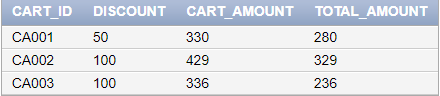 CART_ID DISCOUNT CART_AMOUNT TOTAL_AMOUNT
CA001 50 330 280
CA002 100 429 329
CA003 100 336 236